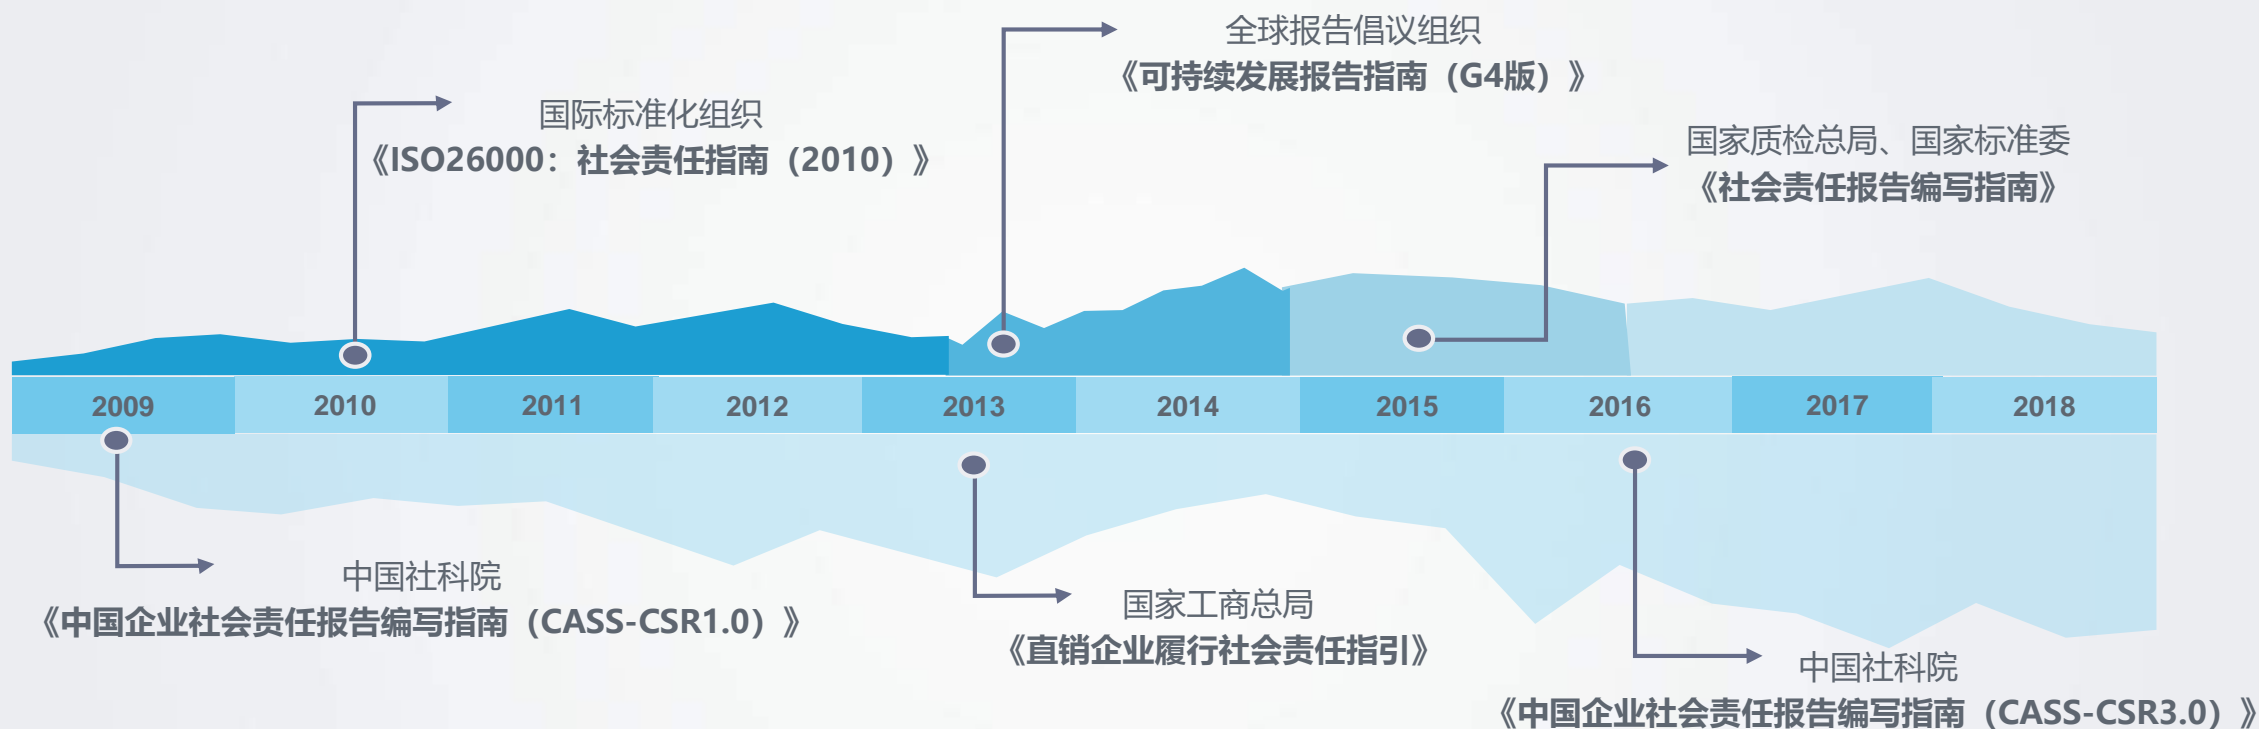 全球报告倡议组织
《可持续发展报告指南（G4版）》
国际标准化组织
《ISO26000：社会责任指南（2010）》
国家质检总局、国家标准委
《社会责任报告编写指南》
2009
2010
2011
2012
2013
2014
2015
2016
2017
2018
中国社科院
《中国企业社会责任报告编写指南（CASS-CSR1.0）》
国家工商总局
《直销企业履行社会责任指引》
中国社科院
《中国企业社会责任报告编写指南（CASS-CSR3.0）》